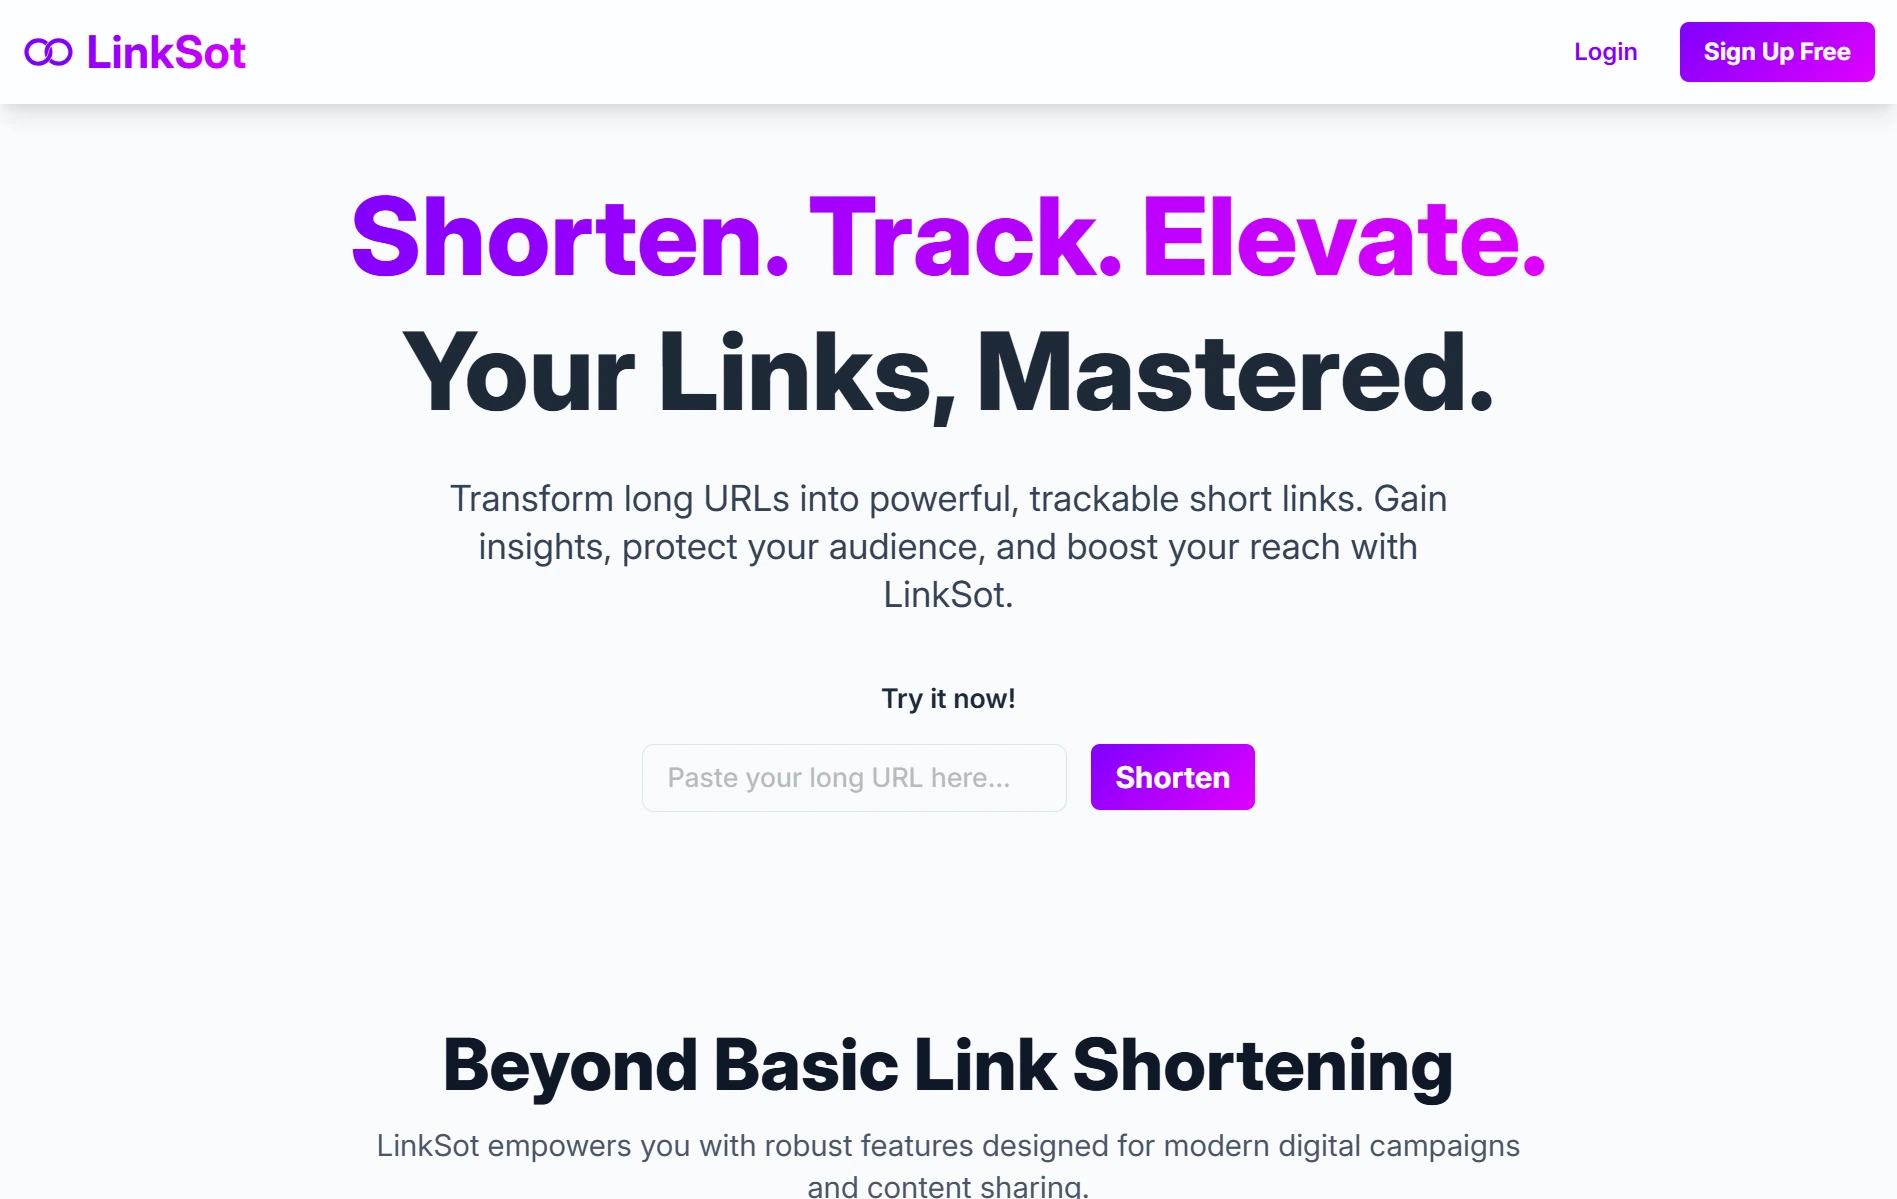 LinkSot
Login
Sign Up Free
Shorten. Track. Elevate.
Your Links, Mastered.
Transform long URLs into powerful, trackable short links. Gain
insights, protect your audience, and boost your reach with
LinkSot.
Try it now!
Paste your long URL here...
Shorten
Beyond Basic Link Shortening
LinkSot empowers you with robust features designed for modern digital campaigns
and content sharing.